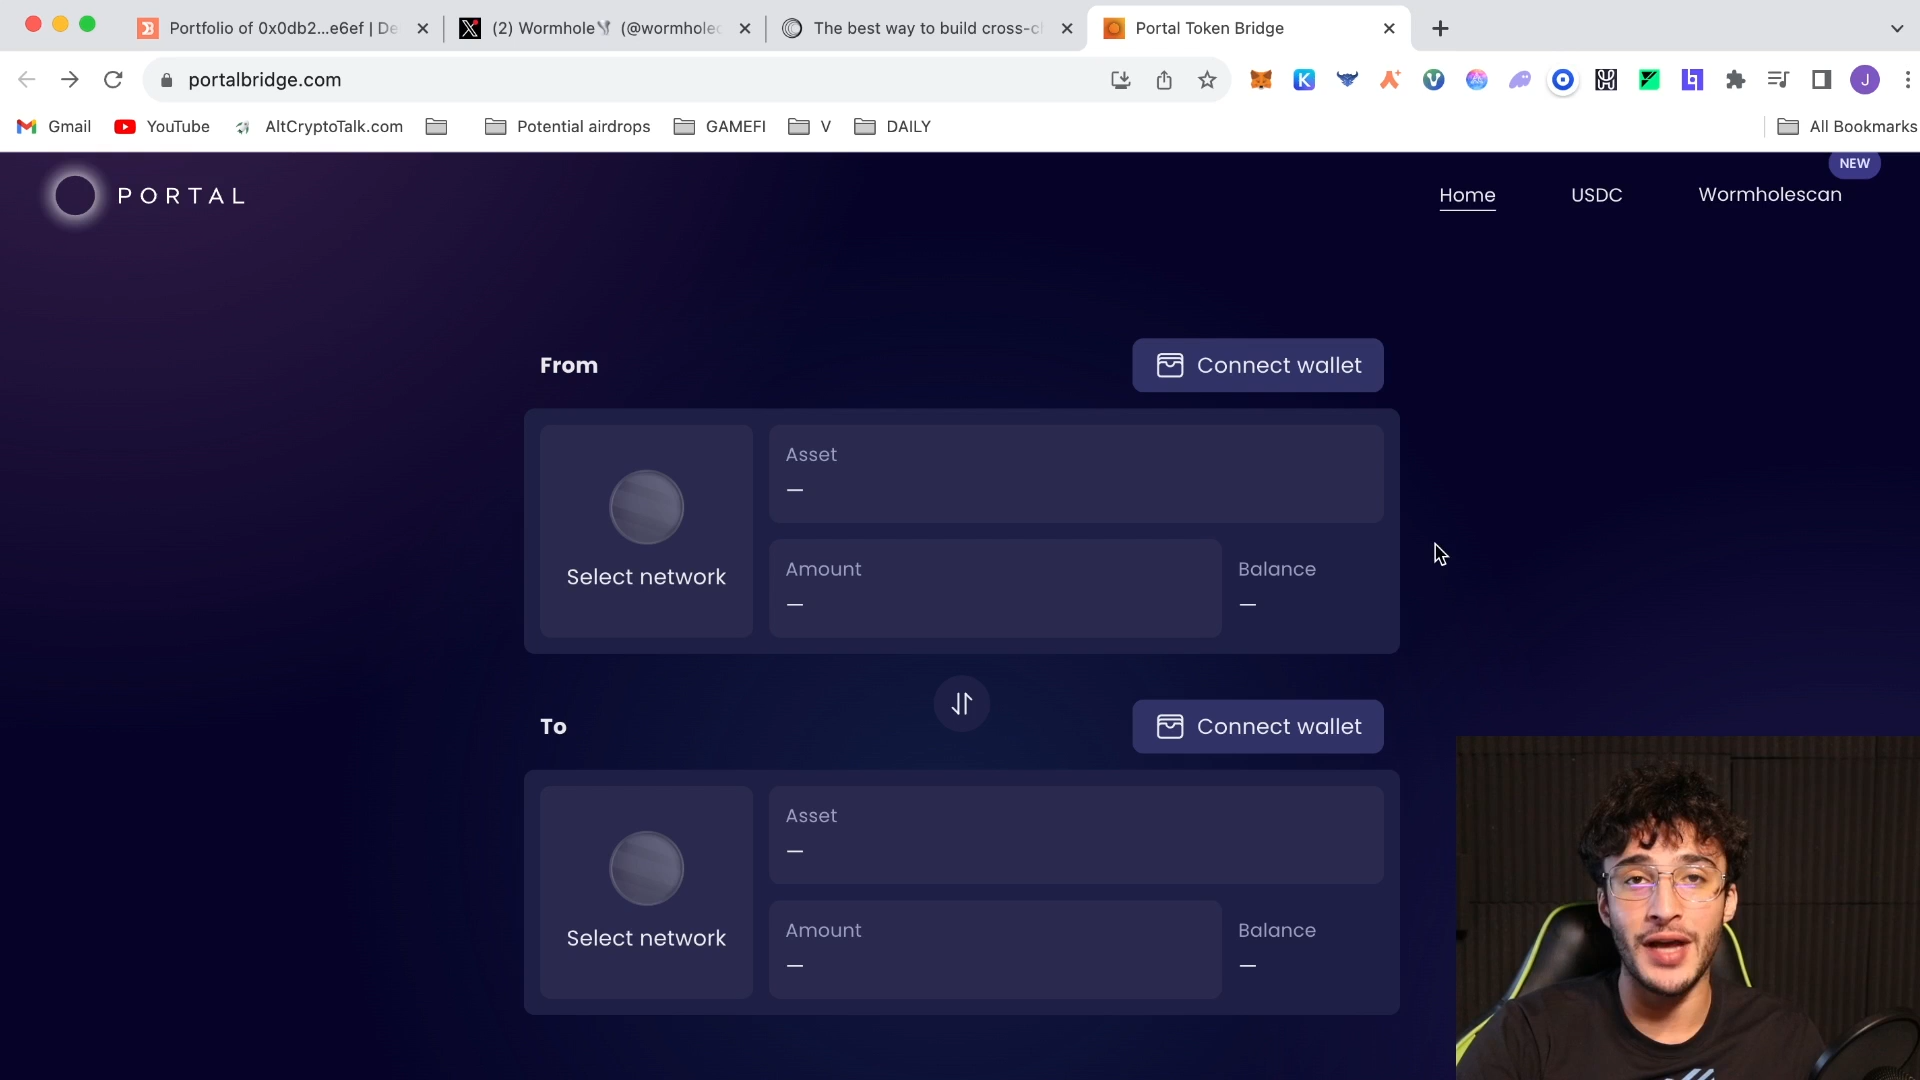 Portfolio of 0x0db2...e6ef | De
(2) Wormhole (@wormholec
The best way to build cross-c
Portal Token Bridge
portalbridge.com
J
Gmail
YouTube
AltCryptoTalk.com
Potential airdrops
GAMEFI
V
DAILY
All Bookmarks
PORTAL
Home
USDC
Wormholescan
NEW
From
Connect wallet
Select network
Asset
—
Amount
—
Balance
—
To
Connect wallet
Select network
Asset
—
Amount
—
Balance
—